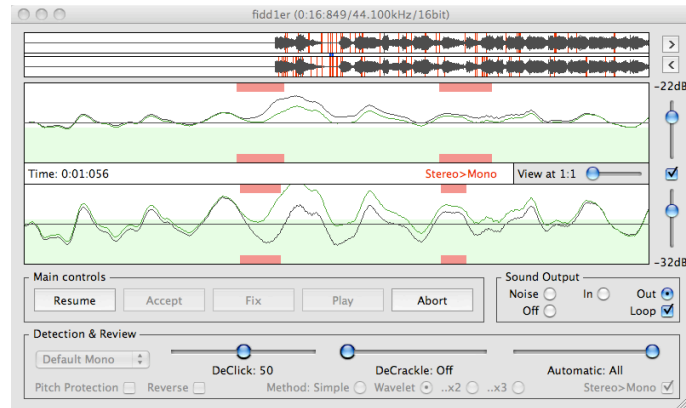 fidd1er (0:16:849/44.100kHz/16bit)
>
<
-22dB
Time: 0:01:056 Stereo>Mono View at 1:1
-32dB
Main controls
Resume Accept Fix Play Abort
Sound Output
Noise In Out
Off Loop
Detection & Review
Default Mono
DeClick: 50 DeCrackle: Off Automatic: All
Pitch Protection Reverse Method: Simple Wavelet ..x2 ..x3 Stereo>Mono